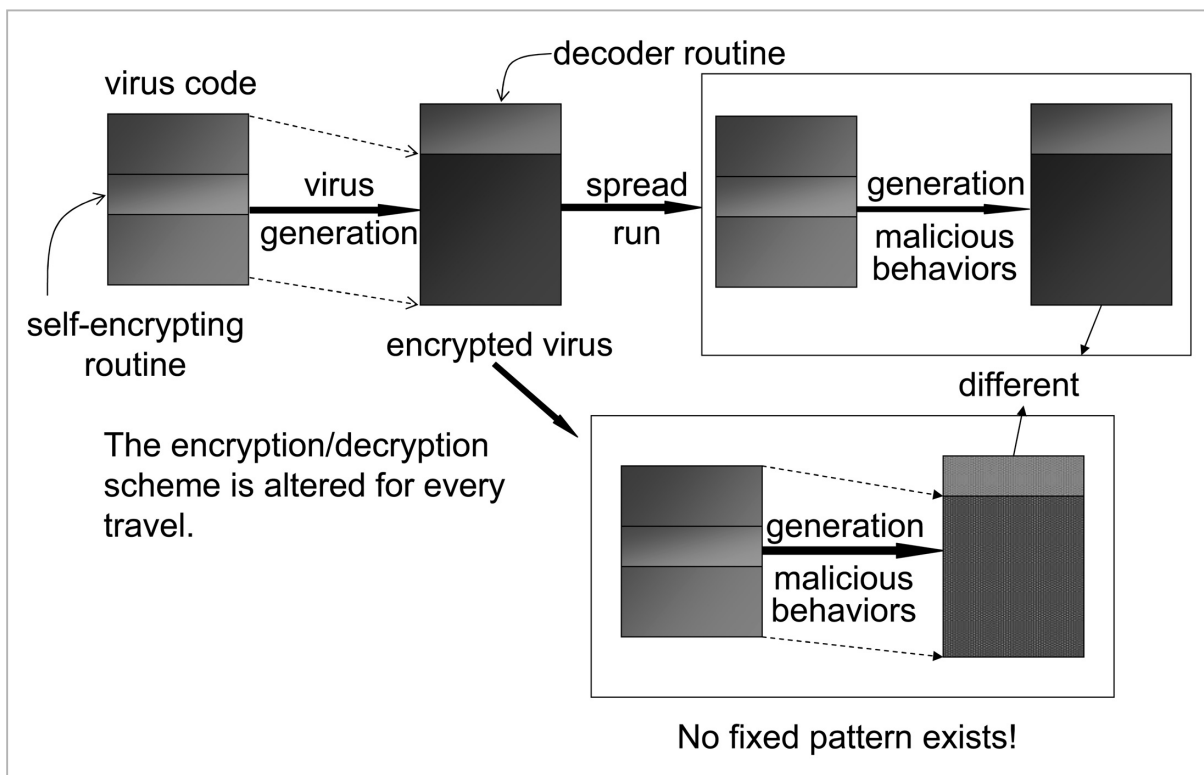 decoder routine
virus code
virus
generation
spread
run
generation
malicious
behaviors
self-encrypting
routine
encrypted virus
different
The encryption/decryption
scheme is altered for every
travel.
generation
malicious
behaviors
No fixed pattern exists!